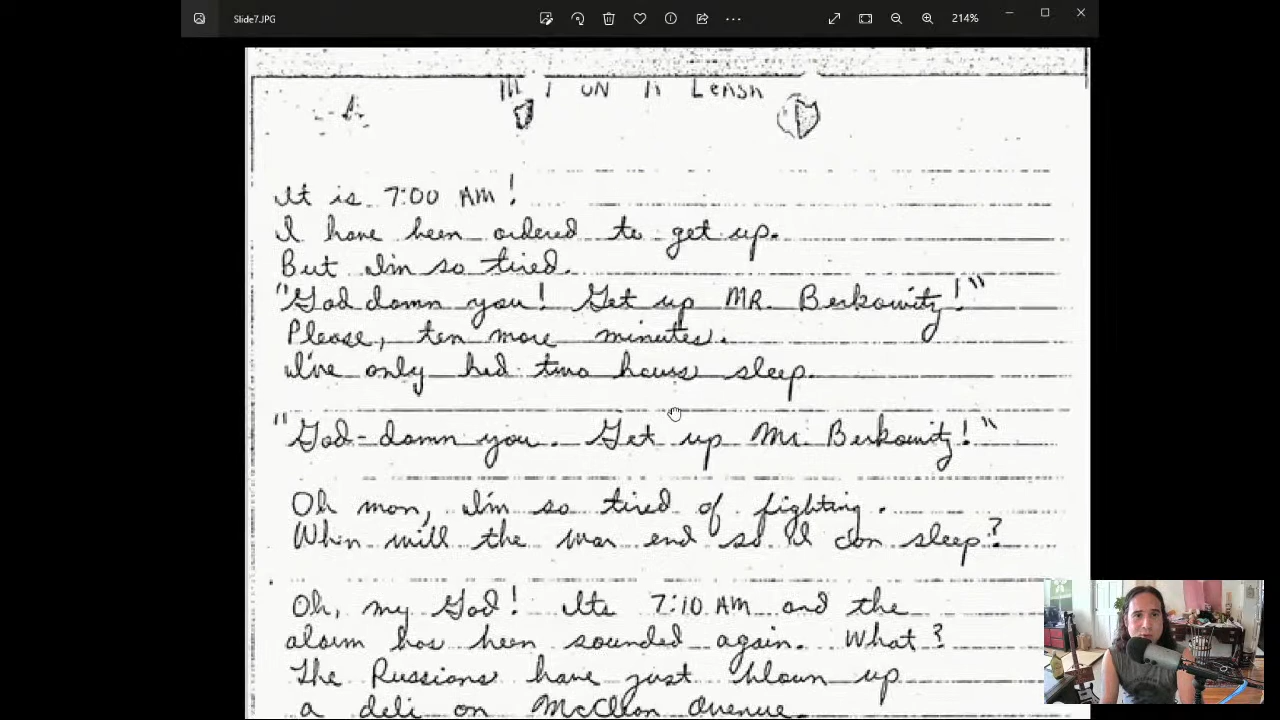 Slide7.JPG
214%
ON A LEASH
It is 7:00 AM!
I have been ordered to get up.
But I'm so tired.
"God damn you! Get up MR. Berkowitz!"
Please, ten more minutes.
I've only had two hours sleep.
"God-damn you. Get up Mr. Berkowitz!"
Oh man, I'm so tired of fighting.
When will the war end so I can sleep?
Oh, my God! Its 7:10 AM and the
alarm has been sounded again. What?
The Russians have just blown up
a deli on McClean Avenue.